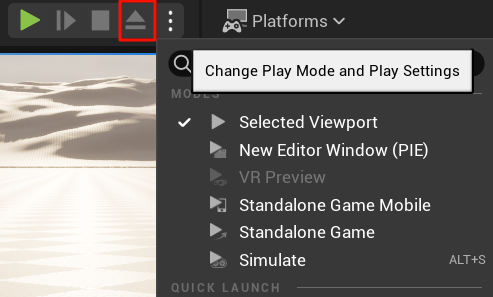 Platforms
Change Play Mode and Play Settings
MODES
Selected Viewport
New Editor Window (PIE)
VR Preview
Standalone Game Mobile
Standalone Game
Simulate ALT+S
QUICK LAUNCH